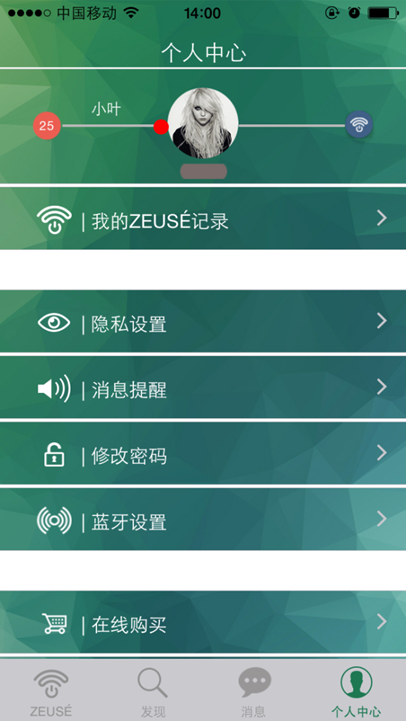 中国移动
14:00
个人中心
小叶
25
| 我的ZEUSÉ记录
| 隐私设置
| 消息提醒
| 修改密码
| 蓝牙设置
| 在线购买
ZEUSÉ
发现
消息
个人中心